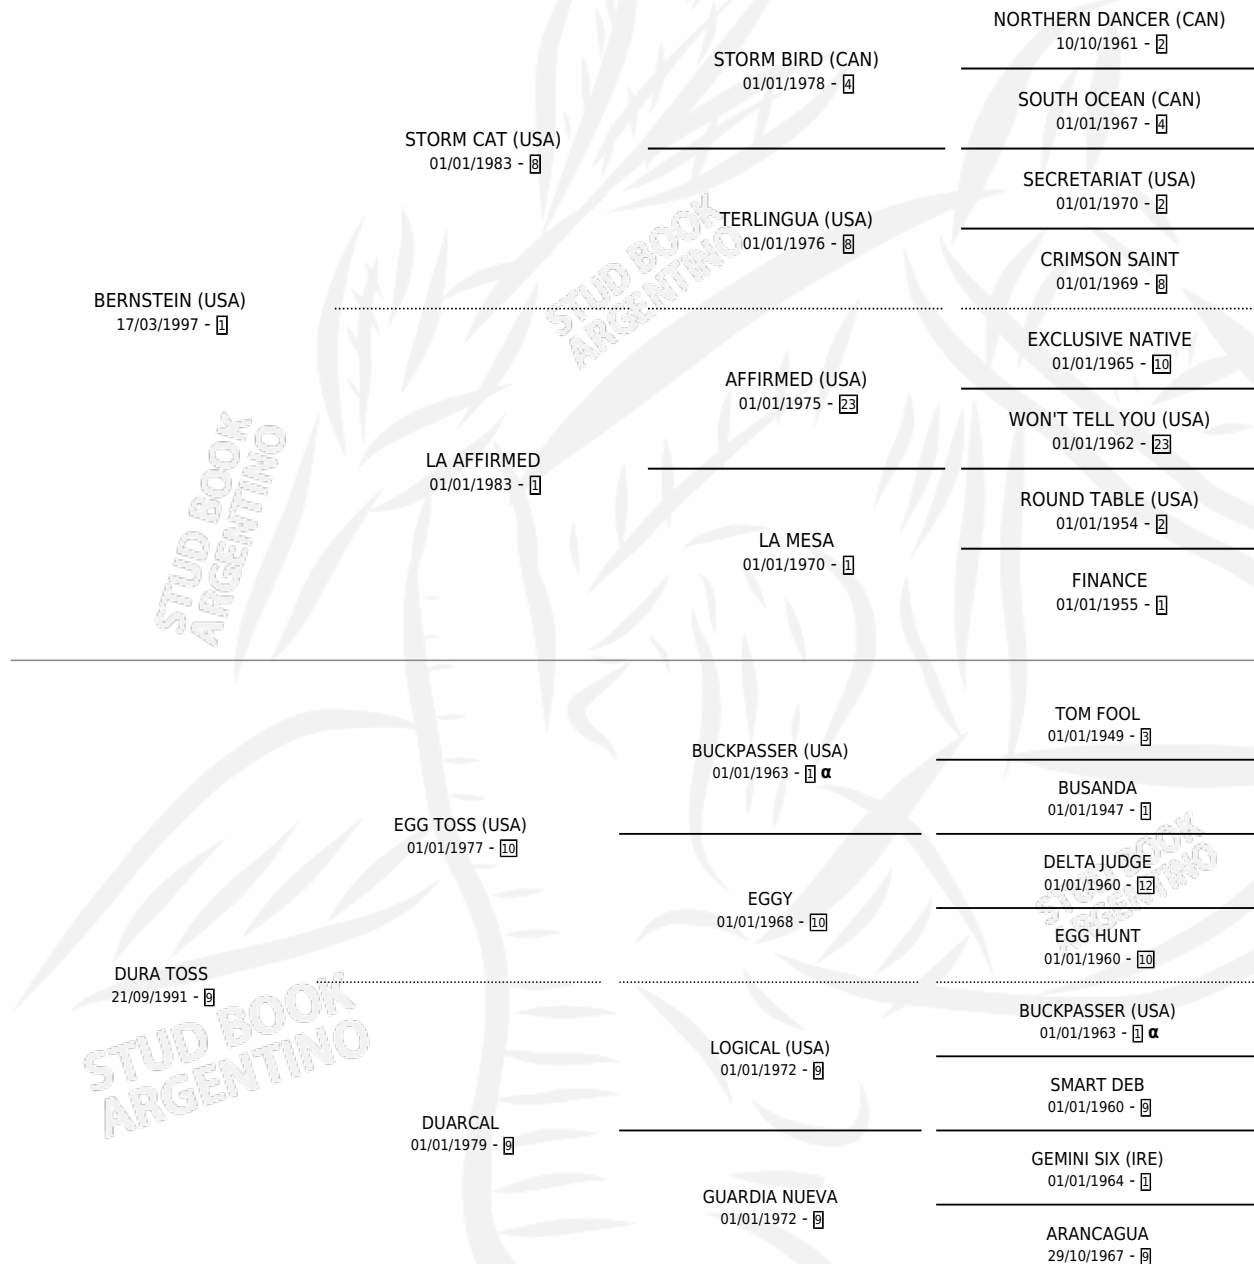 NORTHERN DANCER (CAN)
10/10/1961 - 2
STORM BIRD (CAN)
01/01/1978 - 4
SOUTH OCEAN (CAN)
01/01/1967 - 4
STORM CAT (USA)
01/01/1983 - 8
SECRETARIAT (USA)
01/01/1970 - 2
TERLINGUA (USA)
01/01/1976 - 8
CRIMSON SAINT
01/01/1969 - 8
STUD BOOK
ARGENTINO
BERNSTEIN (USA)
17/03/1997 - 1
EXCLUSIVE NATIVE
01/01/1965 - 10
AFFIRMED (USA)
01/01/1975 - 23
WON'T TELL YOU (USA)
01/01/1962 - 23
LA AFFIRMED
01/01/1983 - 1
ROUND TABLE (USA)
01/01/1954 - 2
LA MESA
01/01/1970 - 1
FINANCE
01/01/1955 - 1
STUD BOOK
ARGENTINO
TOM FOOL
01/01/1949 - 3
BUCKPASSER (USA)
01/01/1963 - 1 α
BUSANDA
01/01/1947 - 1
EGG TOSS (USA)
01/01/1977 - 10
DELTA JUDGE
01/01/1960 - 12
EGGY
01/01/1968 - 10
EGG HUNT
01/01/1960 - 10
STUD BOOK
ARGENTINO
DURA TOSS
21/09/1991 - 9
BUCKPASSER (USA)
01/01/1963 - 1 α
LOGICAL (USA)
01/01/1972 - 9
SMART DEB
01/01/1960 - 9
STUD BOOK
ARGENTINO
DUARCAL
01/01/1979 - 9
GEMINI SIX (IRE)
01/01/1964 - 1
GUARDIA NUEVA
01/01/1972 - 9
ARANCAGUA
29/10/1967 - 9